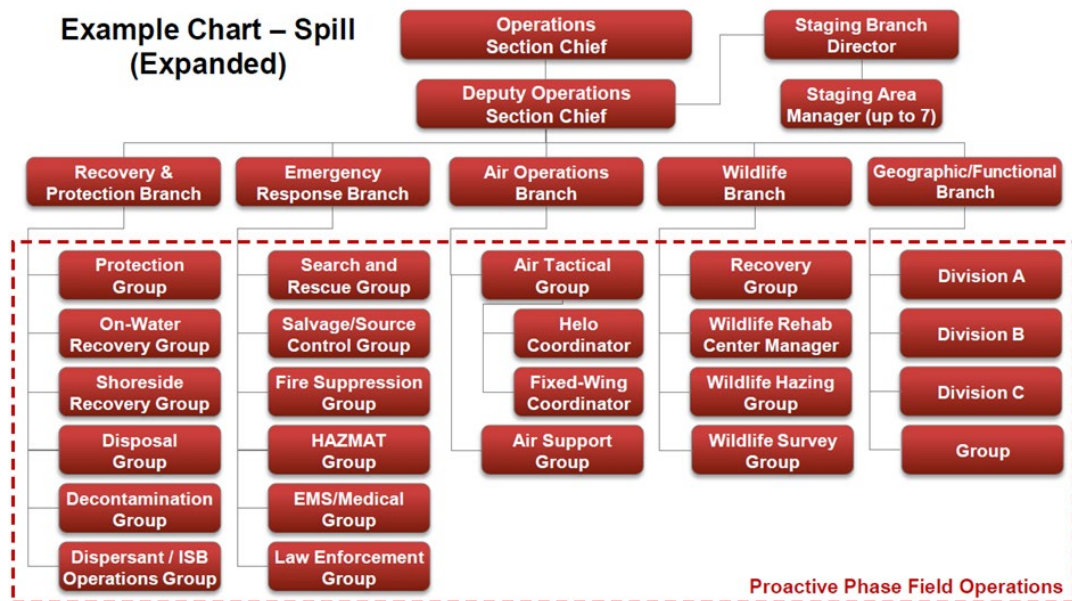 Example Chart – Spill
(Expanded)
Operations
Section Chief
Staging Branch
Director
Deputy Operations
Section Chief
Staging Area
Manager (up to 7)
Recovery &
Protection Branch
Emergency
Response Branch
Air Operations
Branch
Wildlife
Branch
Geographic/Functional
Branch
Protection
Group
On-Water
Recovery Group
Shoreside
Recovery Group
Disposal
Group
Decontamination
Group
Dispersant / ISB
Operations Group
Search and
Rescue Group
Salvage/Source
Control Group
Fire Suppression
Group
HAZMAT
Group
EMS/Medical
Group
Law Enforcement
Group
Air Tactical
Group
Helo
Coordinator
Fixed-Wing
Coordinator
Air Support
Group
Recovery
Group
Wildlife Rehab
Center Manager
Wildlife Hazing
Group
Wildlife Survey
Group
Division A
Division B
Division C
Group
Proactive Phase Field Operations